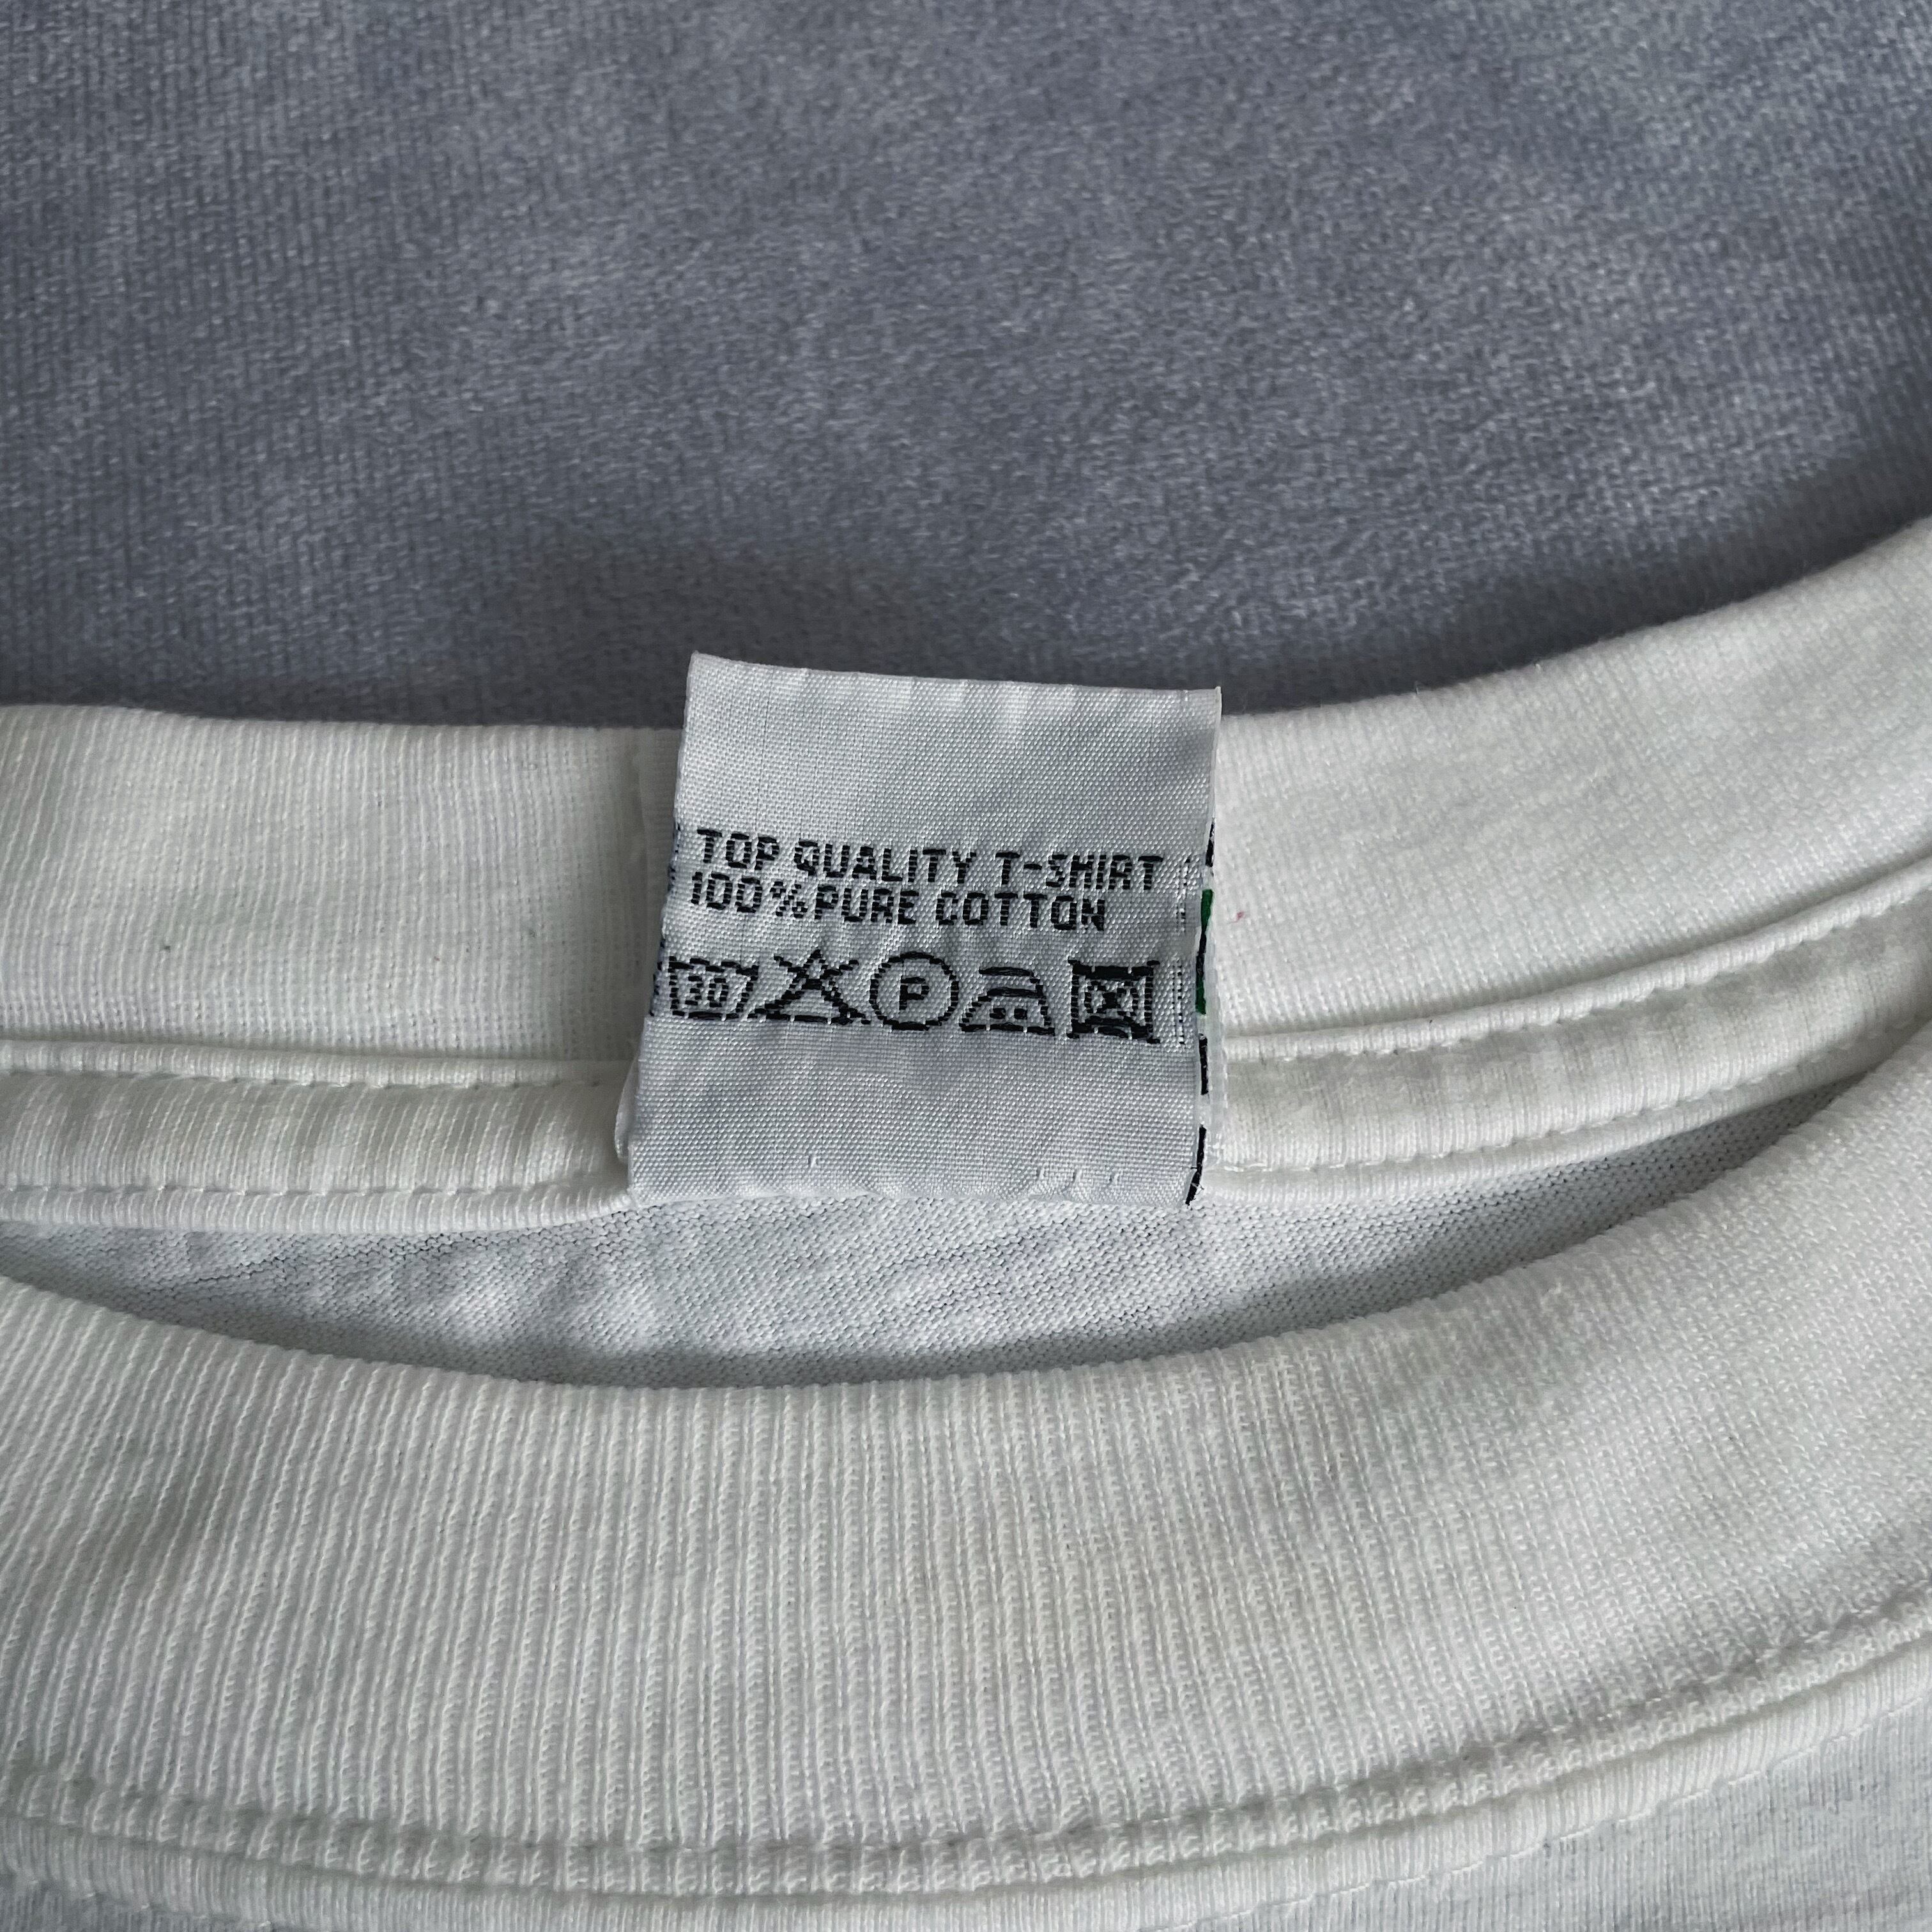 TOP QUALITY T-SHIRT
100% PURE COTTON
30 P